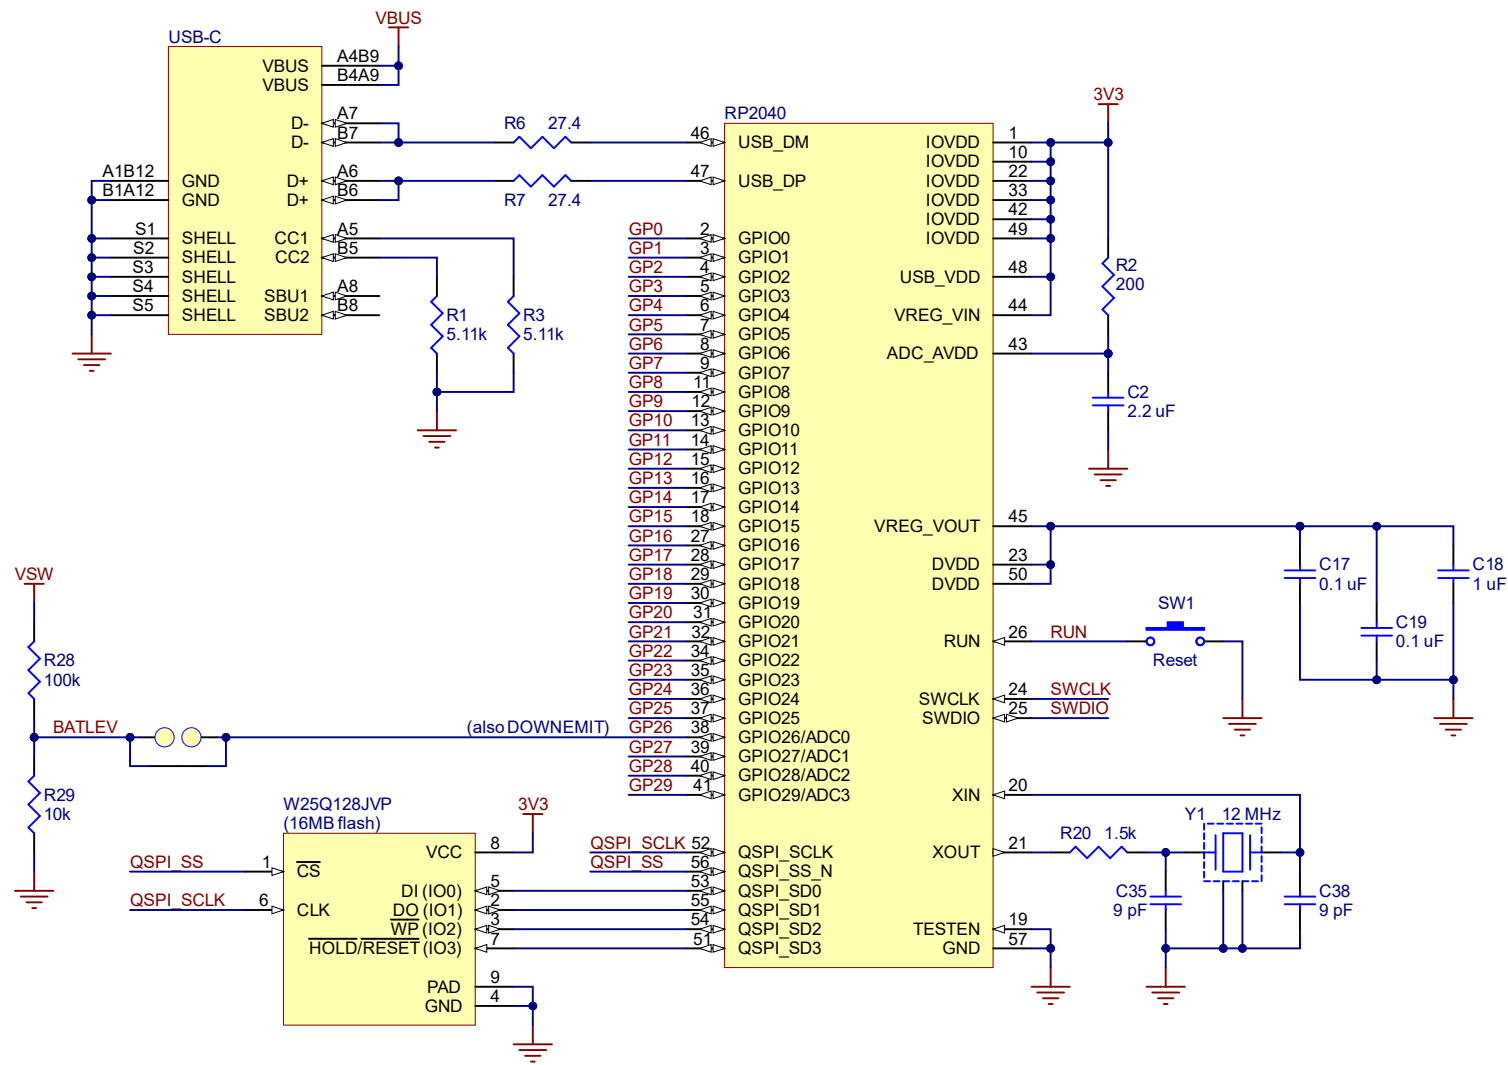 VBUS
USB-C
VBUS A4B9
VBUS B4A9
D- A7
D- B7
D+ A6
D+ B6
CC1 A5
CC2 B5
SBU1 A8
SBU2 B8
A1B12 GND
B1A12 GND
S1 SHELL
S2 SHELL
S3 SHELL
S4 SHELL
S5 SHELL
R6 27.4
R7 27.4
R1
5.11k
R3
5.11k
RP2040
46 USB_DM
47 USB_DP
GP0 2 GPIO0
GP1 3 GPIO1
GP2 4 GPIO2
GP3 5 GPIO3
GP4 6 GPIO4
GP5 7 GPIO5
GP6 8 GPIO6
GP7 9 GPIO7
GP8 11 GPIO8
GP9 12 GPIO9
GP10 13 GPIO10
GP11 14 GPIO11
GP12 15 GPIO12
GP13 16 GPIO13
GP14 17 GPIO14
GP15 18 GPIO15
GP16 27 GPIO16
GP17 28 GPIO17
GP18 29 GPIO18
GP19 30 GPIO19
GP20 31 GPIO20
GP21 32 GPIO21
GP22 34 GPIO22
GP23 35 GPIO23
GP24 36 GPIO24
GP25 37 GPIO25
GP26 38 GPIO26/ADC0
GP27 39 GPIO27/ADC1
GP28 40 GPIO28/ADC2
GP29 41 GPIO29/ADC3
QSPI_SCLK 52 QSPI_SCLK
QSPI_SS 56 QSPI_SS_N
53 QSPI_SD0
55 QSPI_SD1
54 QSPI_SD2
51 QSPI_SD3
IOVDD 1
IOVDD 10
IOVDD 22
IOVDD 33
IOVDD 42
IOVDD 49
USB_VDD 48
VREG_VIN 44
ADC_AVDD 43
VREG_VOUT 45
DVDD 23
DVDD 50
RUN 26 RUN
SWCLK 24 SWCLK
SWDIO 25 SWDIO
XIN 20
XOUT 21
TESTEN 19
GND 57
3V3
R2
200
C2
2.2 uF
C17
0.1 uF
C19
0.1 uF
C18
1 uF
SW1
Reset
R20 1.5k
Y1 12 MHz
C35
9 pF
C38
9 pF
VSW
R28
100k
BATLEV
(also DOWNEMIT)
R29
10k
W25Q128JVP
(16MB flash)
3V3
QSPI_SS 1 CS
QSPI_SCLK 6 CLK
VCC 8
DI (IO0) 5
DO (IO1) 2
WP (IO2) 3
HOLD/RESET (IO3) 7
PAD 9
GND 4